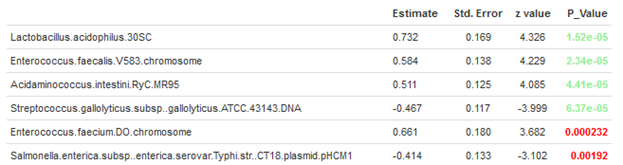 Estimate Std. Error z value P_Value
Lactobacillus.acidophilus.30SC 0.732 0.169 4.326 1.52e-05
Enterococcus.faecalis.V583.chromosome 0.584 0.138 4.229 2.34e-05
Acidaminococcus.intestini.RyC.MR95 0.511 0.125 4.085 4.41e-05
Streptococcus.gallolyticus.subsp..gallolyticus.ATCC.43143.DNA -0.467 0.117 -3.999 6.37e-05
Enterococcus.faecium.DO.chromosome 0.661 0.180 3.682 0.000232
Salmonella.enterica.subsp..enterica.serovar.Typhi.str..CT18.plasmid.pHCM1 -0.414 0.133 -3.102 0.00192